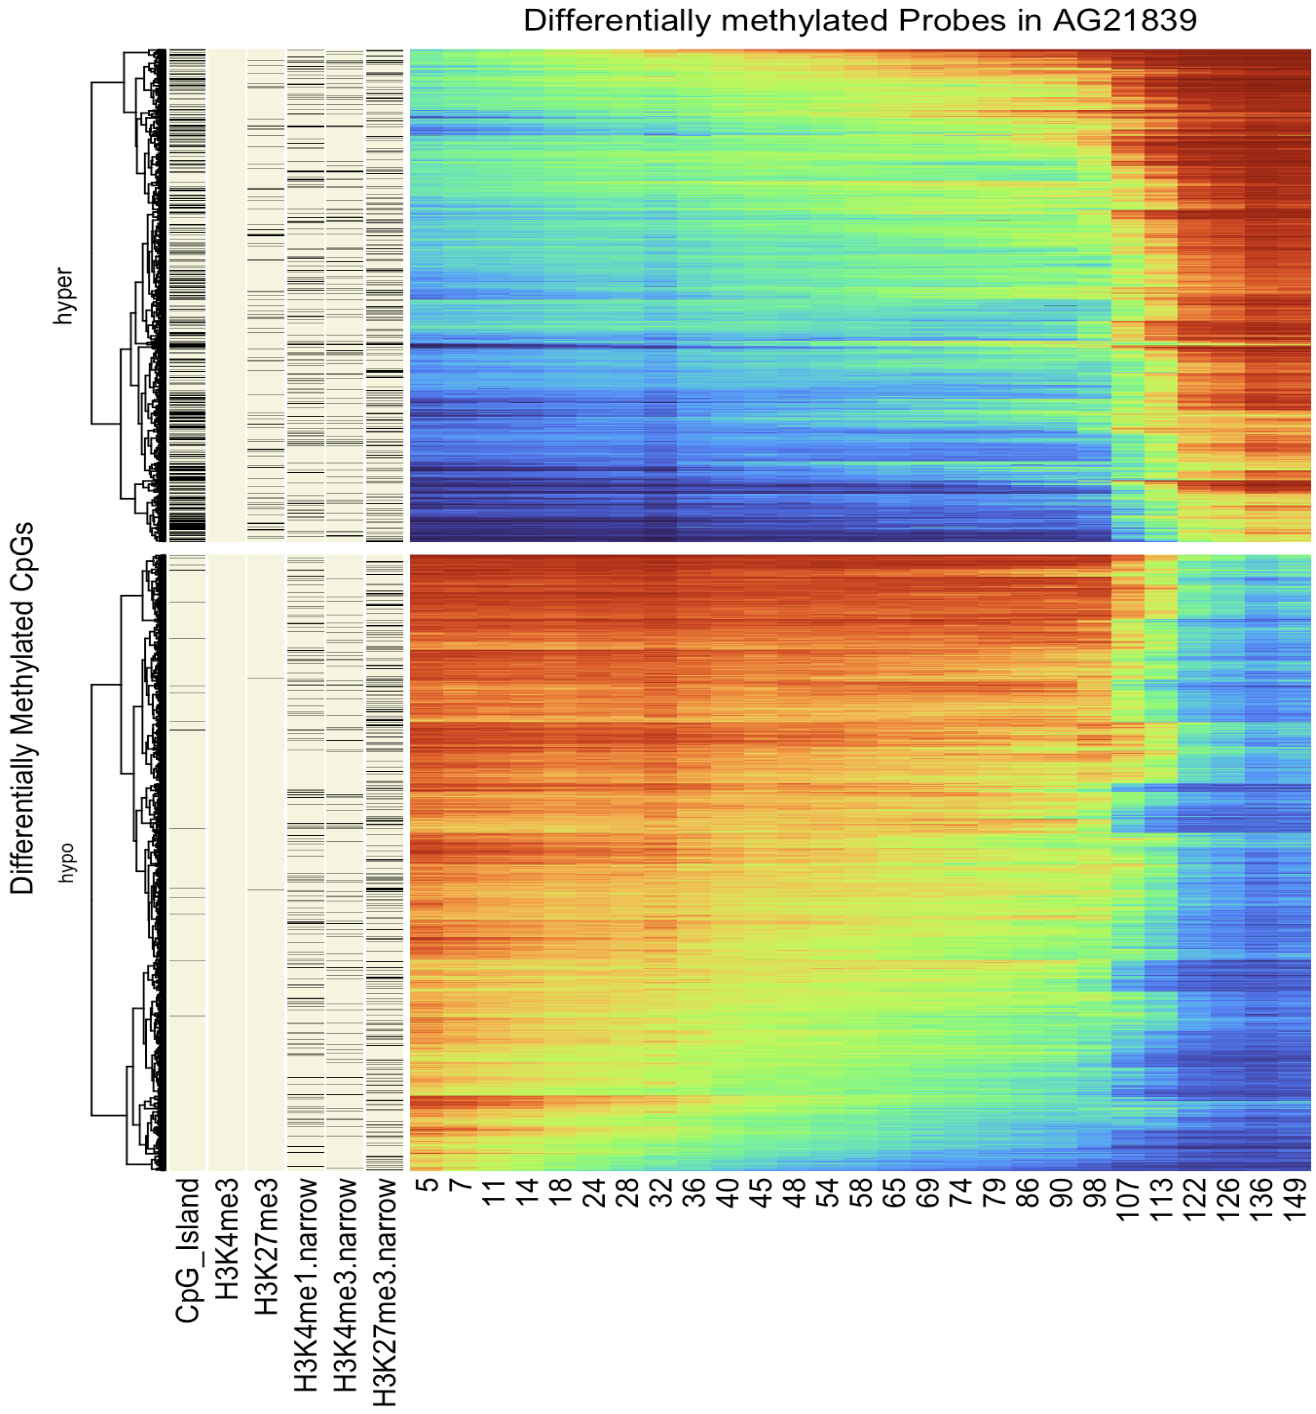 Differentially methylated Probes in AG21839
Differentially Methylated CpGs
hyper
hypo
CpG_Island
H3K4me3
H3K27me3
H3K4me1.narrow
H3K4me3.narrow
H3K27me3.narrow
5
7
11
14
18
24
28
32
36
40
45
48
54
58
65
69
74
79
86
90
98
107
113
122
126
136
149